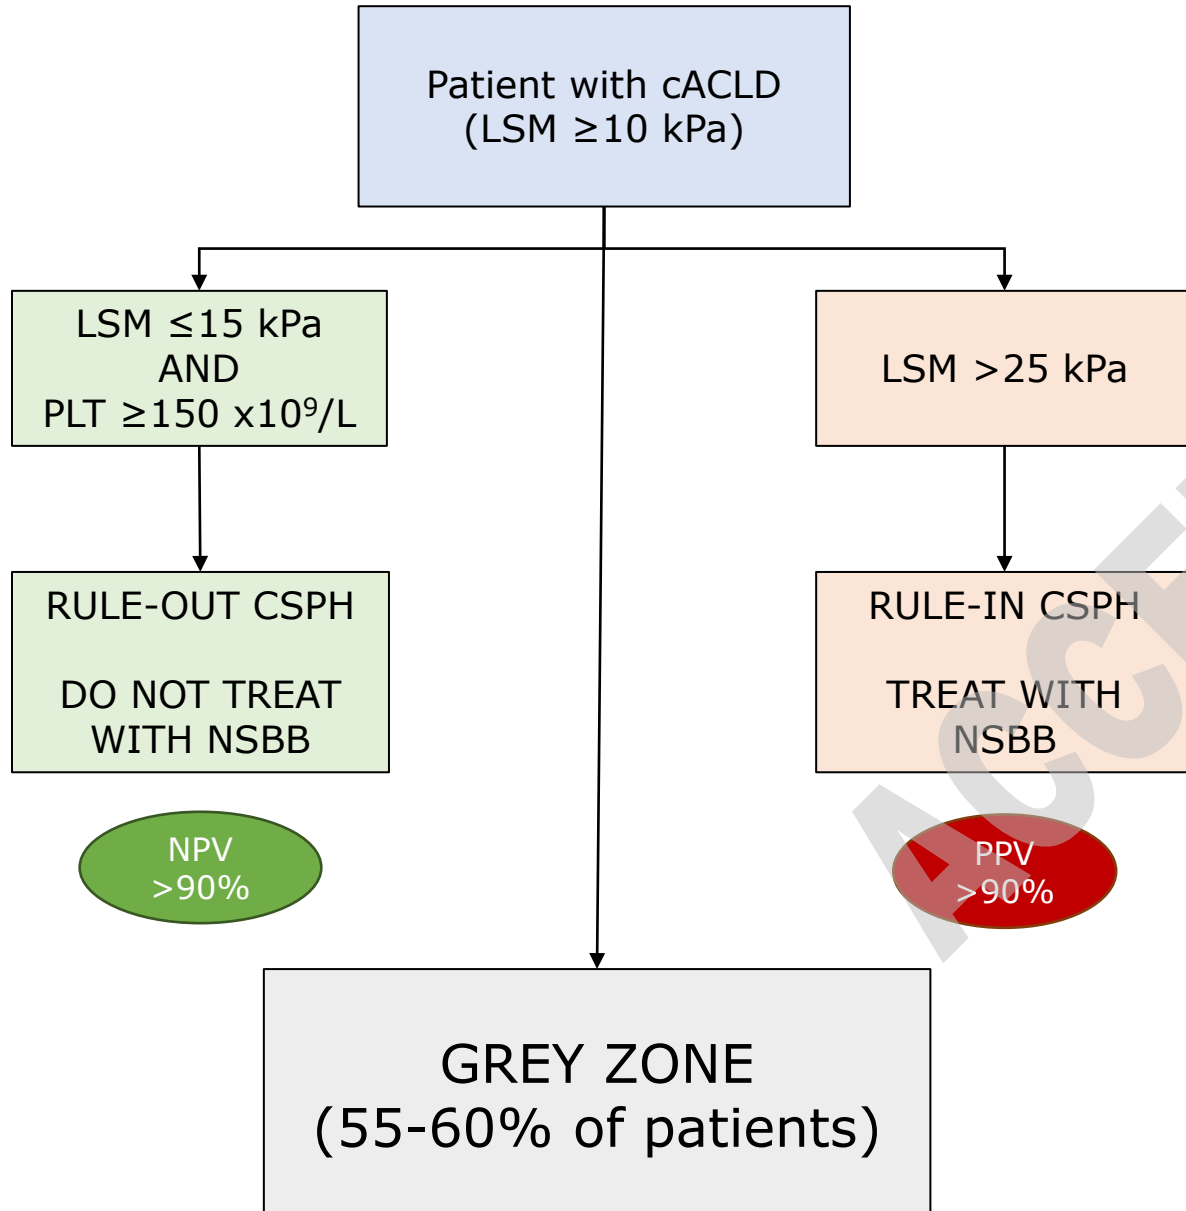 Patient with cACLD
(LSM ≥10 kPa)
LSM ≤15 kPa
AND
PLT ≥150 x10⁹/L
LSM >25 kPa
RULE-OUT CSPH
DO NOT TREAT
WITH NSBB
RULE-IN CSPH
TREAT WITH
NSBB
NPV
>90%
PPV
>90%
GREY ZONE
(55-60% of patients)